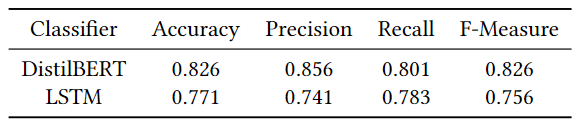 Classifier Accuracy Precision Recall F-Measure
DistilBERT 0.826 0.856 0.801 0.826
LSTM 0.771 0.741 0.783 0.756